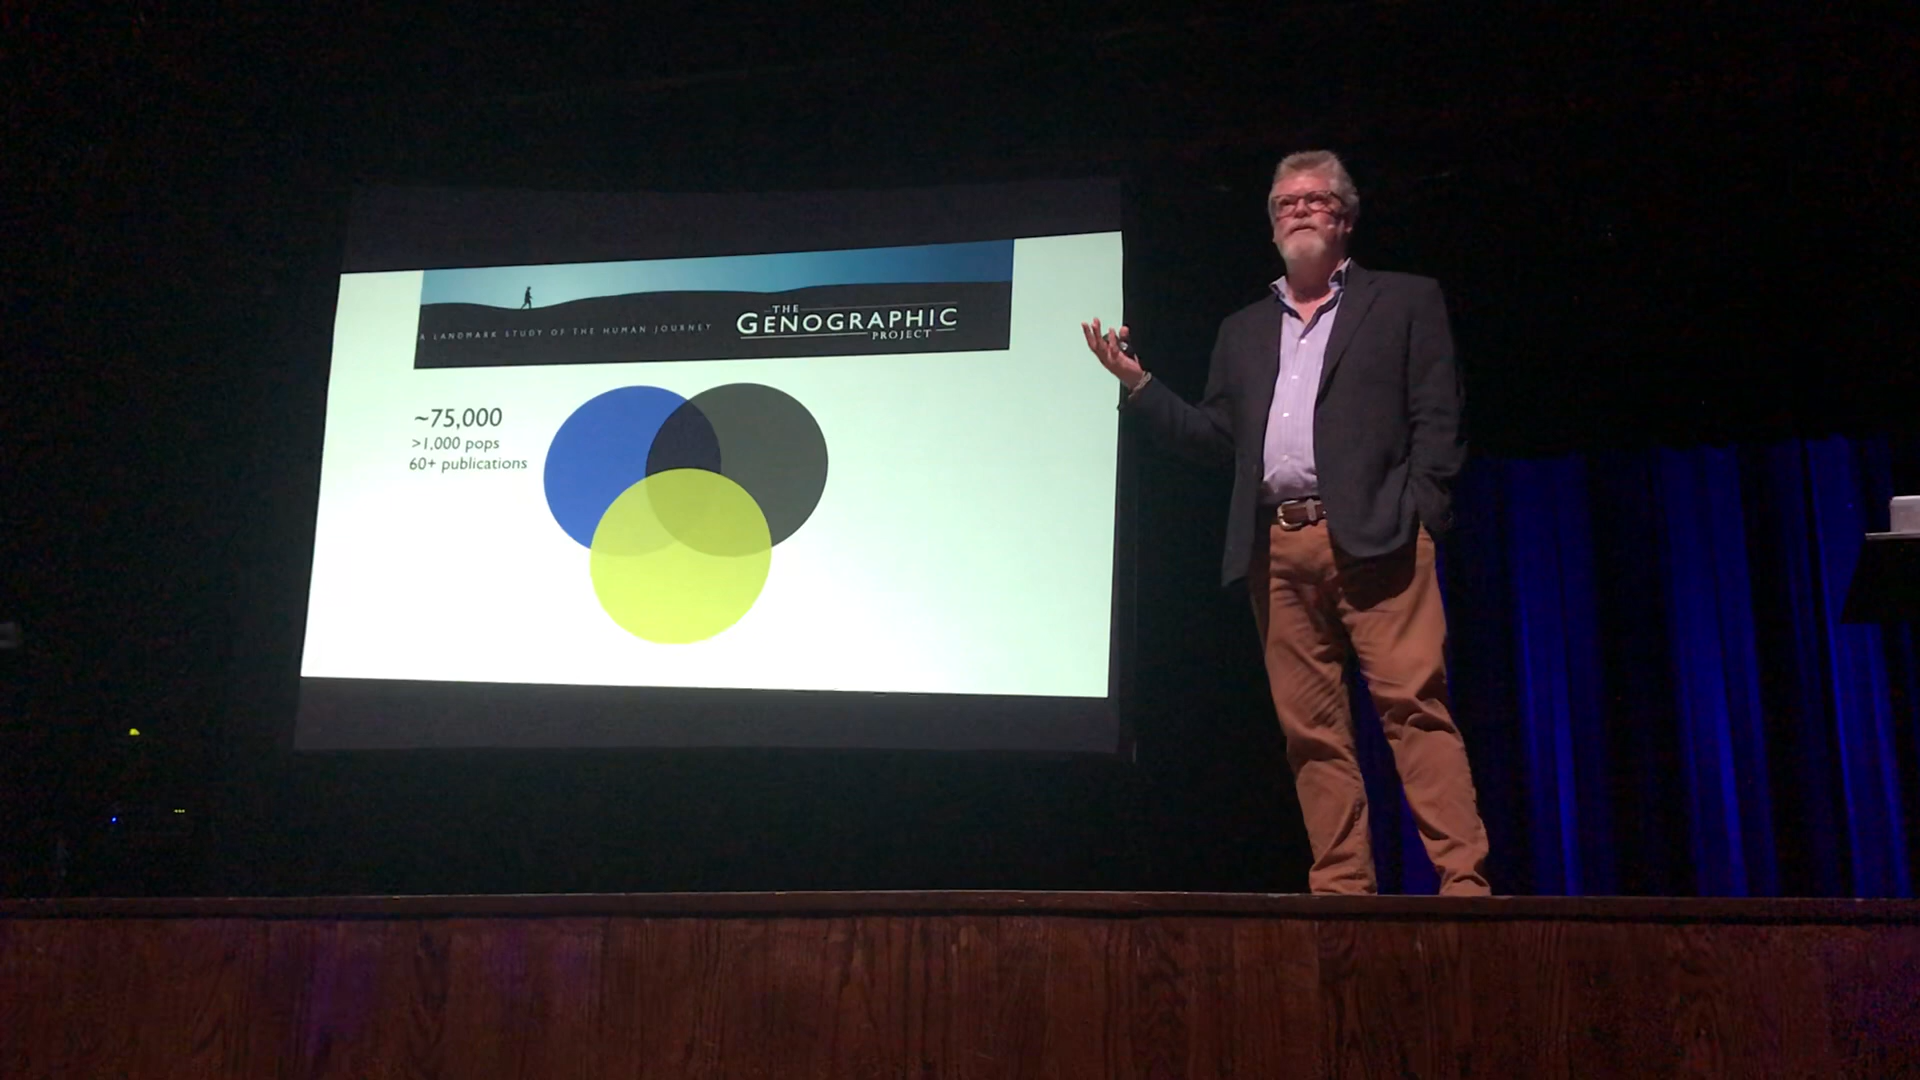 A LANDMARK STUDY OF THE HUMAN JOURNEY
THE
GENOGRAPHIC
PROJECT
~75,000
>1,000 pops
60+ publications